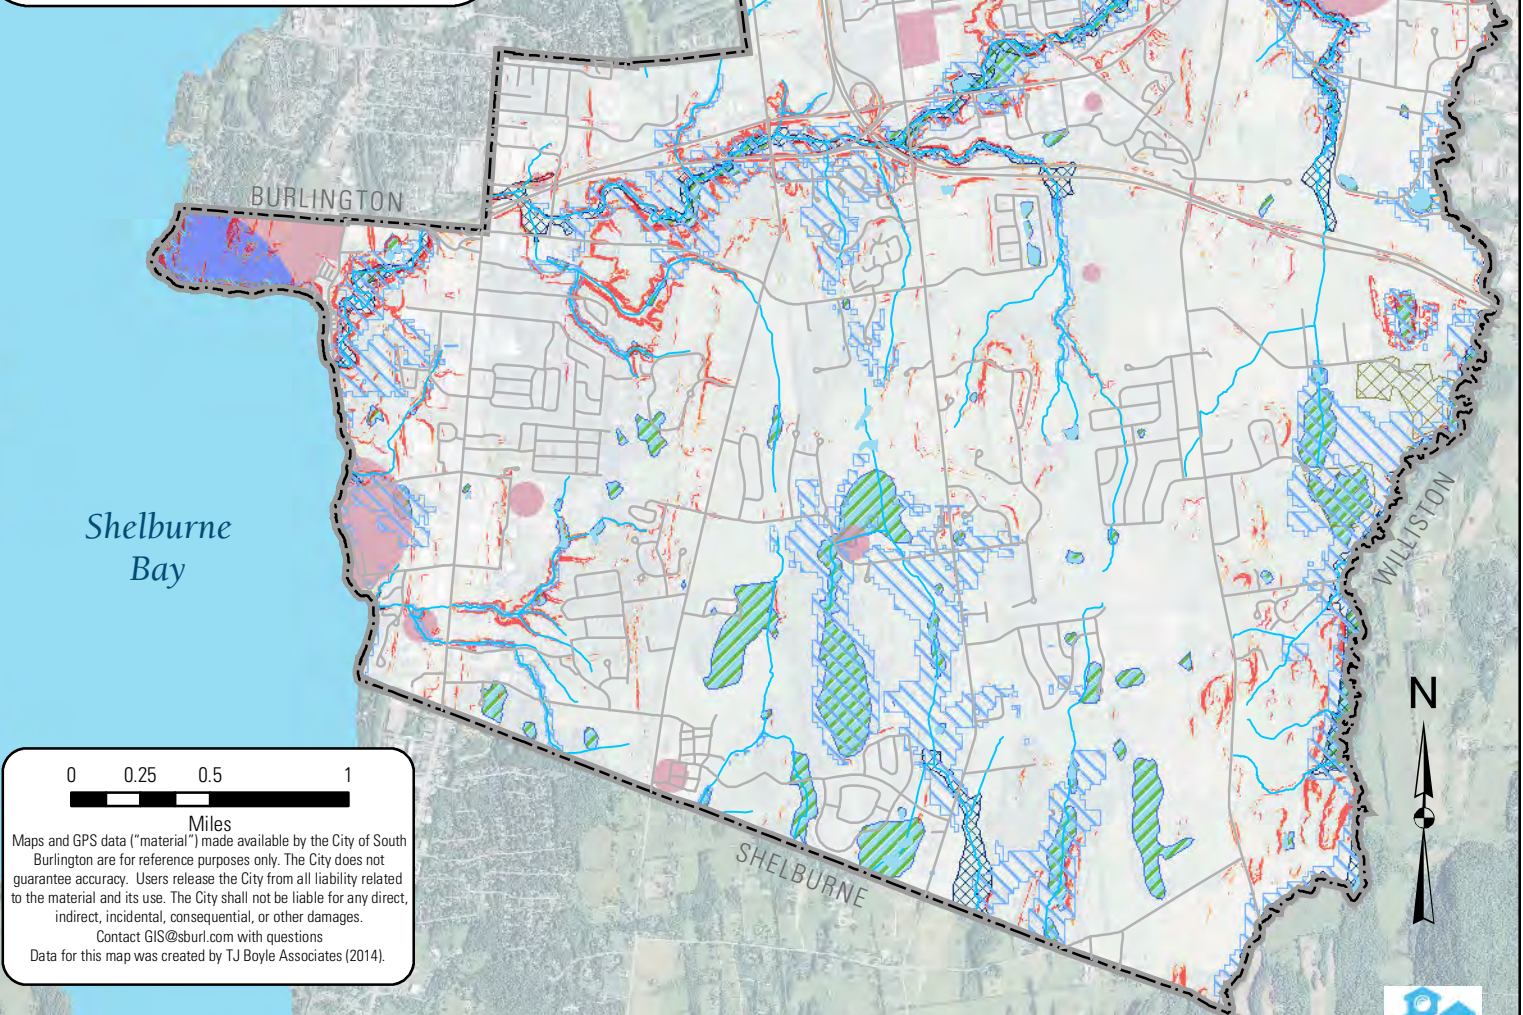 BURLINGTON
Shelburne
Bay
WILLISTON
N
0 0.25 0.5 1
Miles
Maps and GPS data ("material") made available by the City of South
Burlington are for reference purposes only. The City does not
guarantee accuracy. Users release the City from all liability related
to the material and its use. The City shall not be liable for any direct,
indirect, incidental, consequential, or other damages.
Contact GIS@sburl.com with questions
Data for this map was created by TJ Boyle Associates (2014).
SHELBURNE